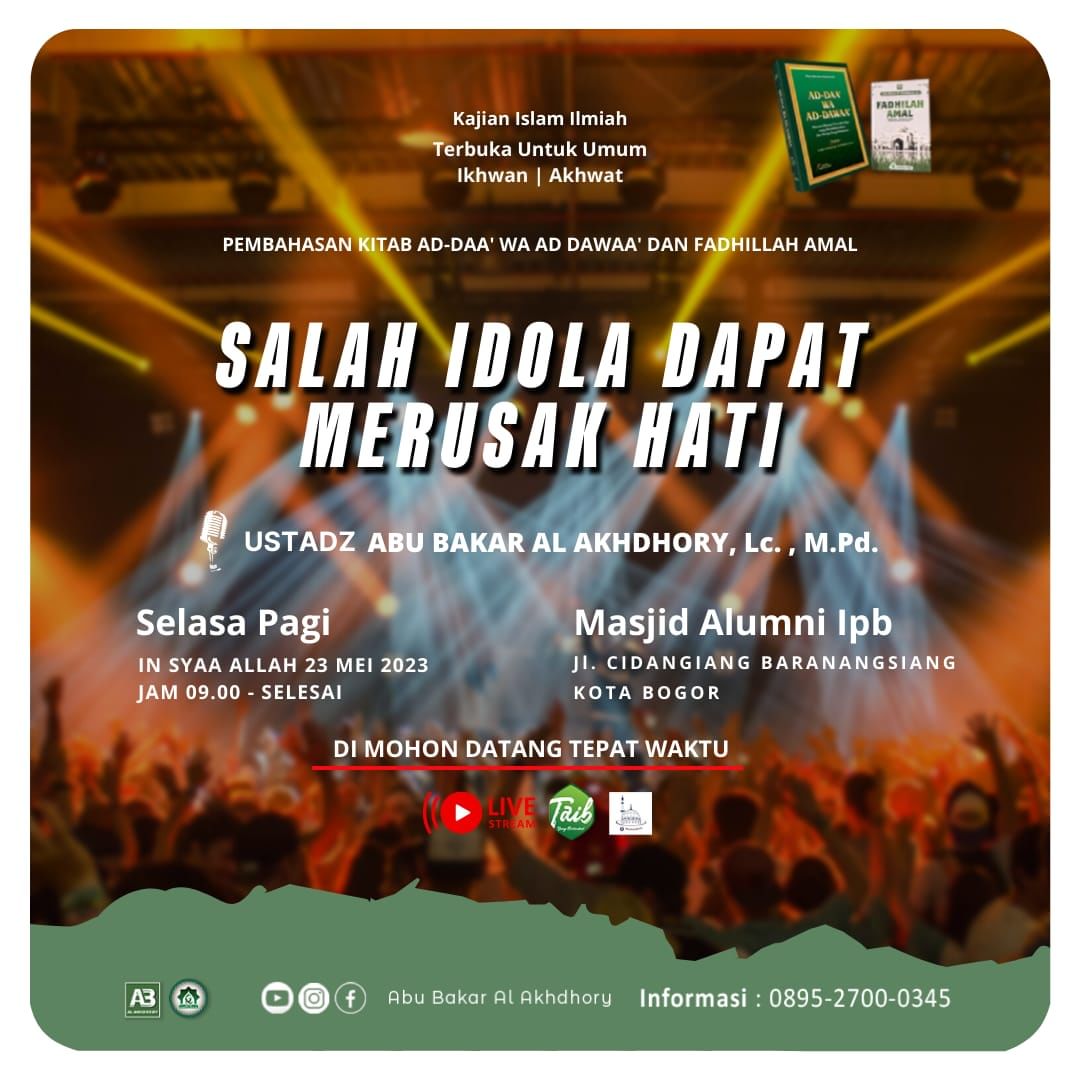 Kajian Islam Ilmiah
Terbuka Untuk Umum
Ikhwan | Akhwat
AD-DAA'
WA
AD-DAWAA'
FADHILAH
AMAL
PEMBAHASAN KITAB AD-DAA' WA AD DAWAA' DAN FADHILLAH AMAL
SALAH IDOLA DAPAT
MERUSAK HATI
USTADZ ABU BAKAR AL AKHDHORY, Lc. , M.Pd.
Selasa Pagi
IN SYAA ALLAH 23 MEI 2023
JAM 09.00 - SELESAI
Masjid Alumni Ipb
Jl. CIDANGIANG BARANANGSIANG
KOTA BOGOR
DI MOHON DATANG TEPAT WAKTU
LIVE
STREAM
Tāib
AB
AL AKHDHORY
Abu Bakar Al Akhdhory
Informasi : 0895-2700-0345